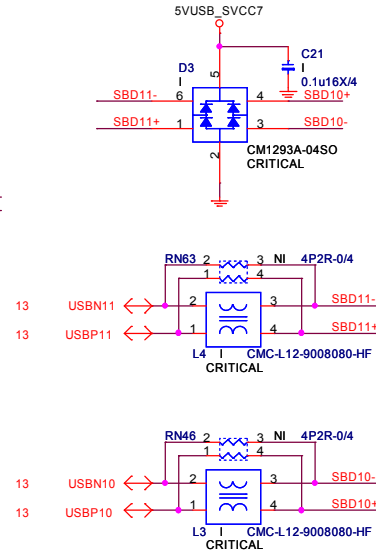 5VUSB_SVCC7
C21
D3 5 I
I 0.1u16X/4
SBD11- 6 4 SBD10+
SBD11+ 1 3 SBD10-
2 CM1293A-04SO
CRITICAL
RN63 2 3 NI 4P2R-0/4
1 4
13 USBN11 2 3 SBD11-
13 USBP11 1 4 SBD11+
L4 I CMC-L12-9008080-HF
CRITICAL
RN46 2 3 NI 4P2R-0/4
1 4
13 USBN10 2 3 SBD10-
13 USBP10 1 4 SBD10+
L3 I CMC-L12-9008080-HF
CRITICAL